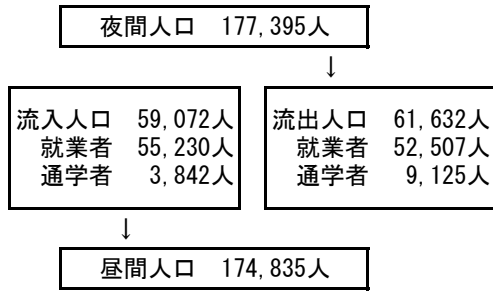 夜間人口 177,395人
↓
流入人口 59,072人
就業者 55,230人
通学者 3,842人
流出人口 61,632人
就業者 52,507人
通学者 9,125人
↓
昼間人口 174,835人